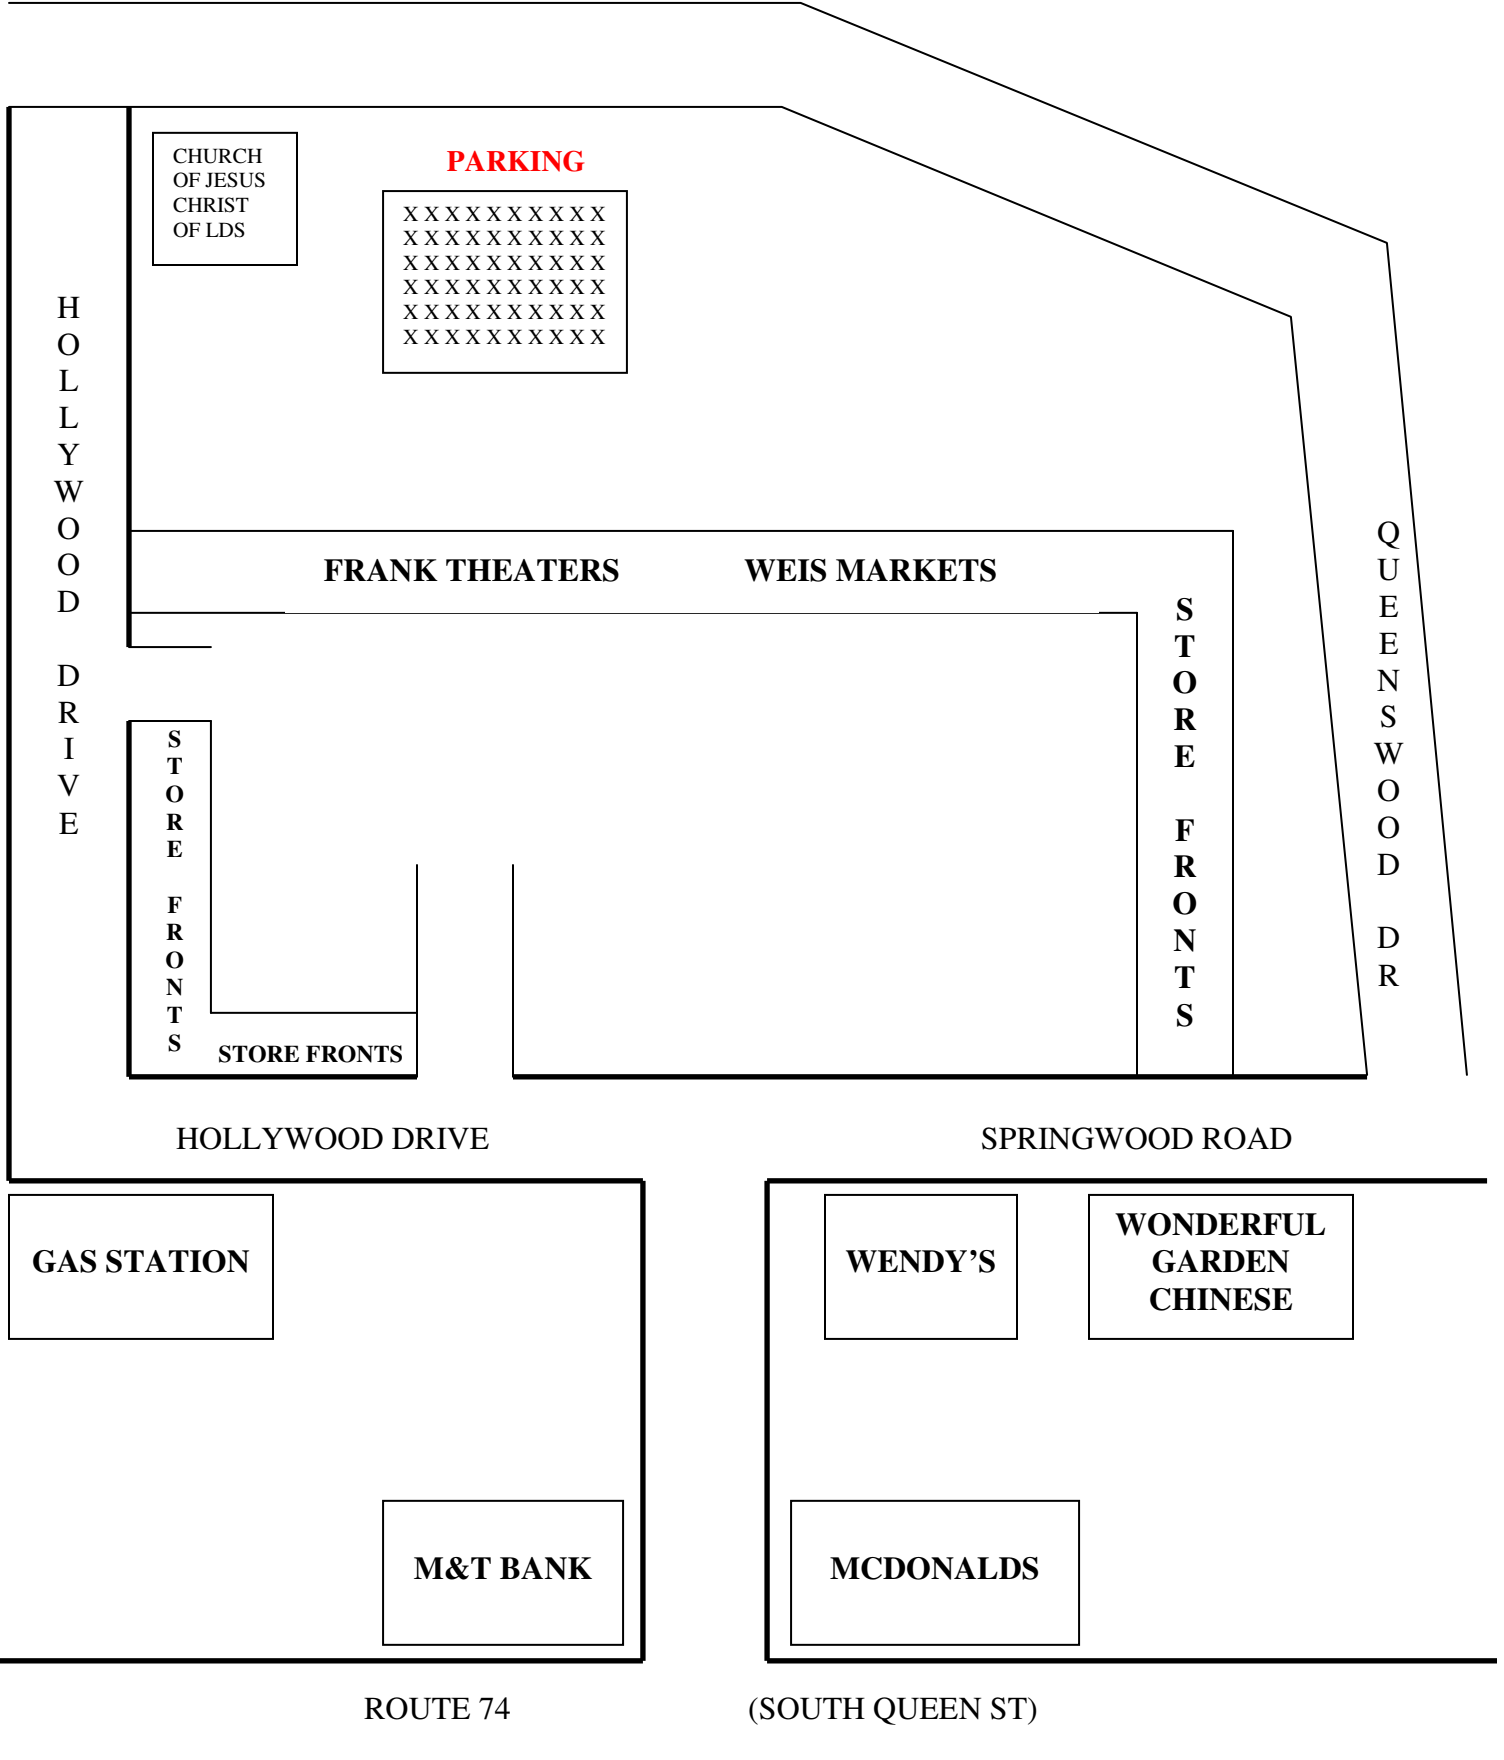 CHURCH
OF JESUS
CHRIST
OF LDS
PARKING
X X X X X X X X X X
X X X X X X X X X X
X X X X X X X X X X
X X X X X X X X X X
X X X X X X X X X X
X X X X X X X X X X
HOLLYWOOD DRIVE
FRANK THEATERS
WEIS MARKETS
STORE FRONTS
QUEENSWOOD DR
STORE FRONTS
STORE FRONTS
HOLLYWOOD DRIVE
SPRINGWOOD ROAD
GAS STATION
WENDY’S
WONDERFUL
GARDEN
CHINESE
M&T BANK
MCDONALDS
ROUTE 74
(SOUTH QUEEN ST)